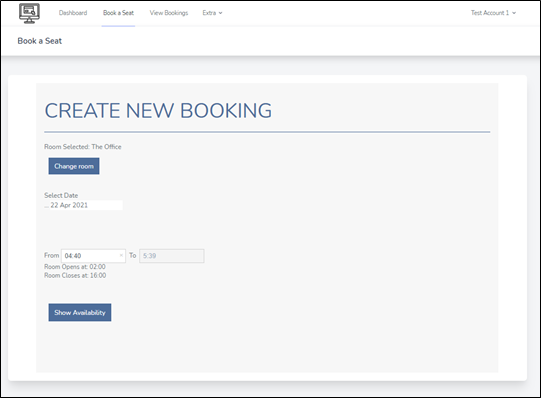 Dashboard Book a Seat View Bookings Extra Test Account 1
Book a Seat
CREATE NEW BOOKING
Room Selected: The Office
Change room
Select Date
... 22 Apr 2021
From 04:40 To 5:39
Room Opens at: 02:00
Room Closes at: 16:00
Show Availability